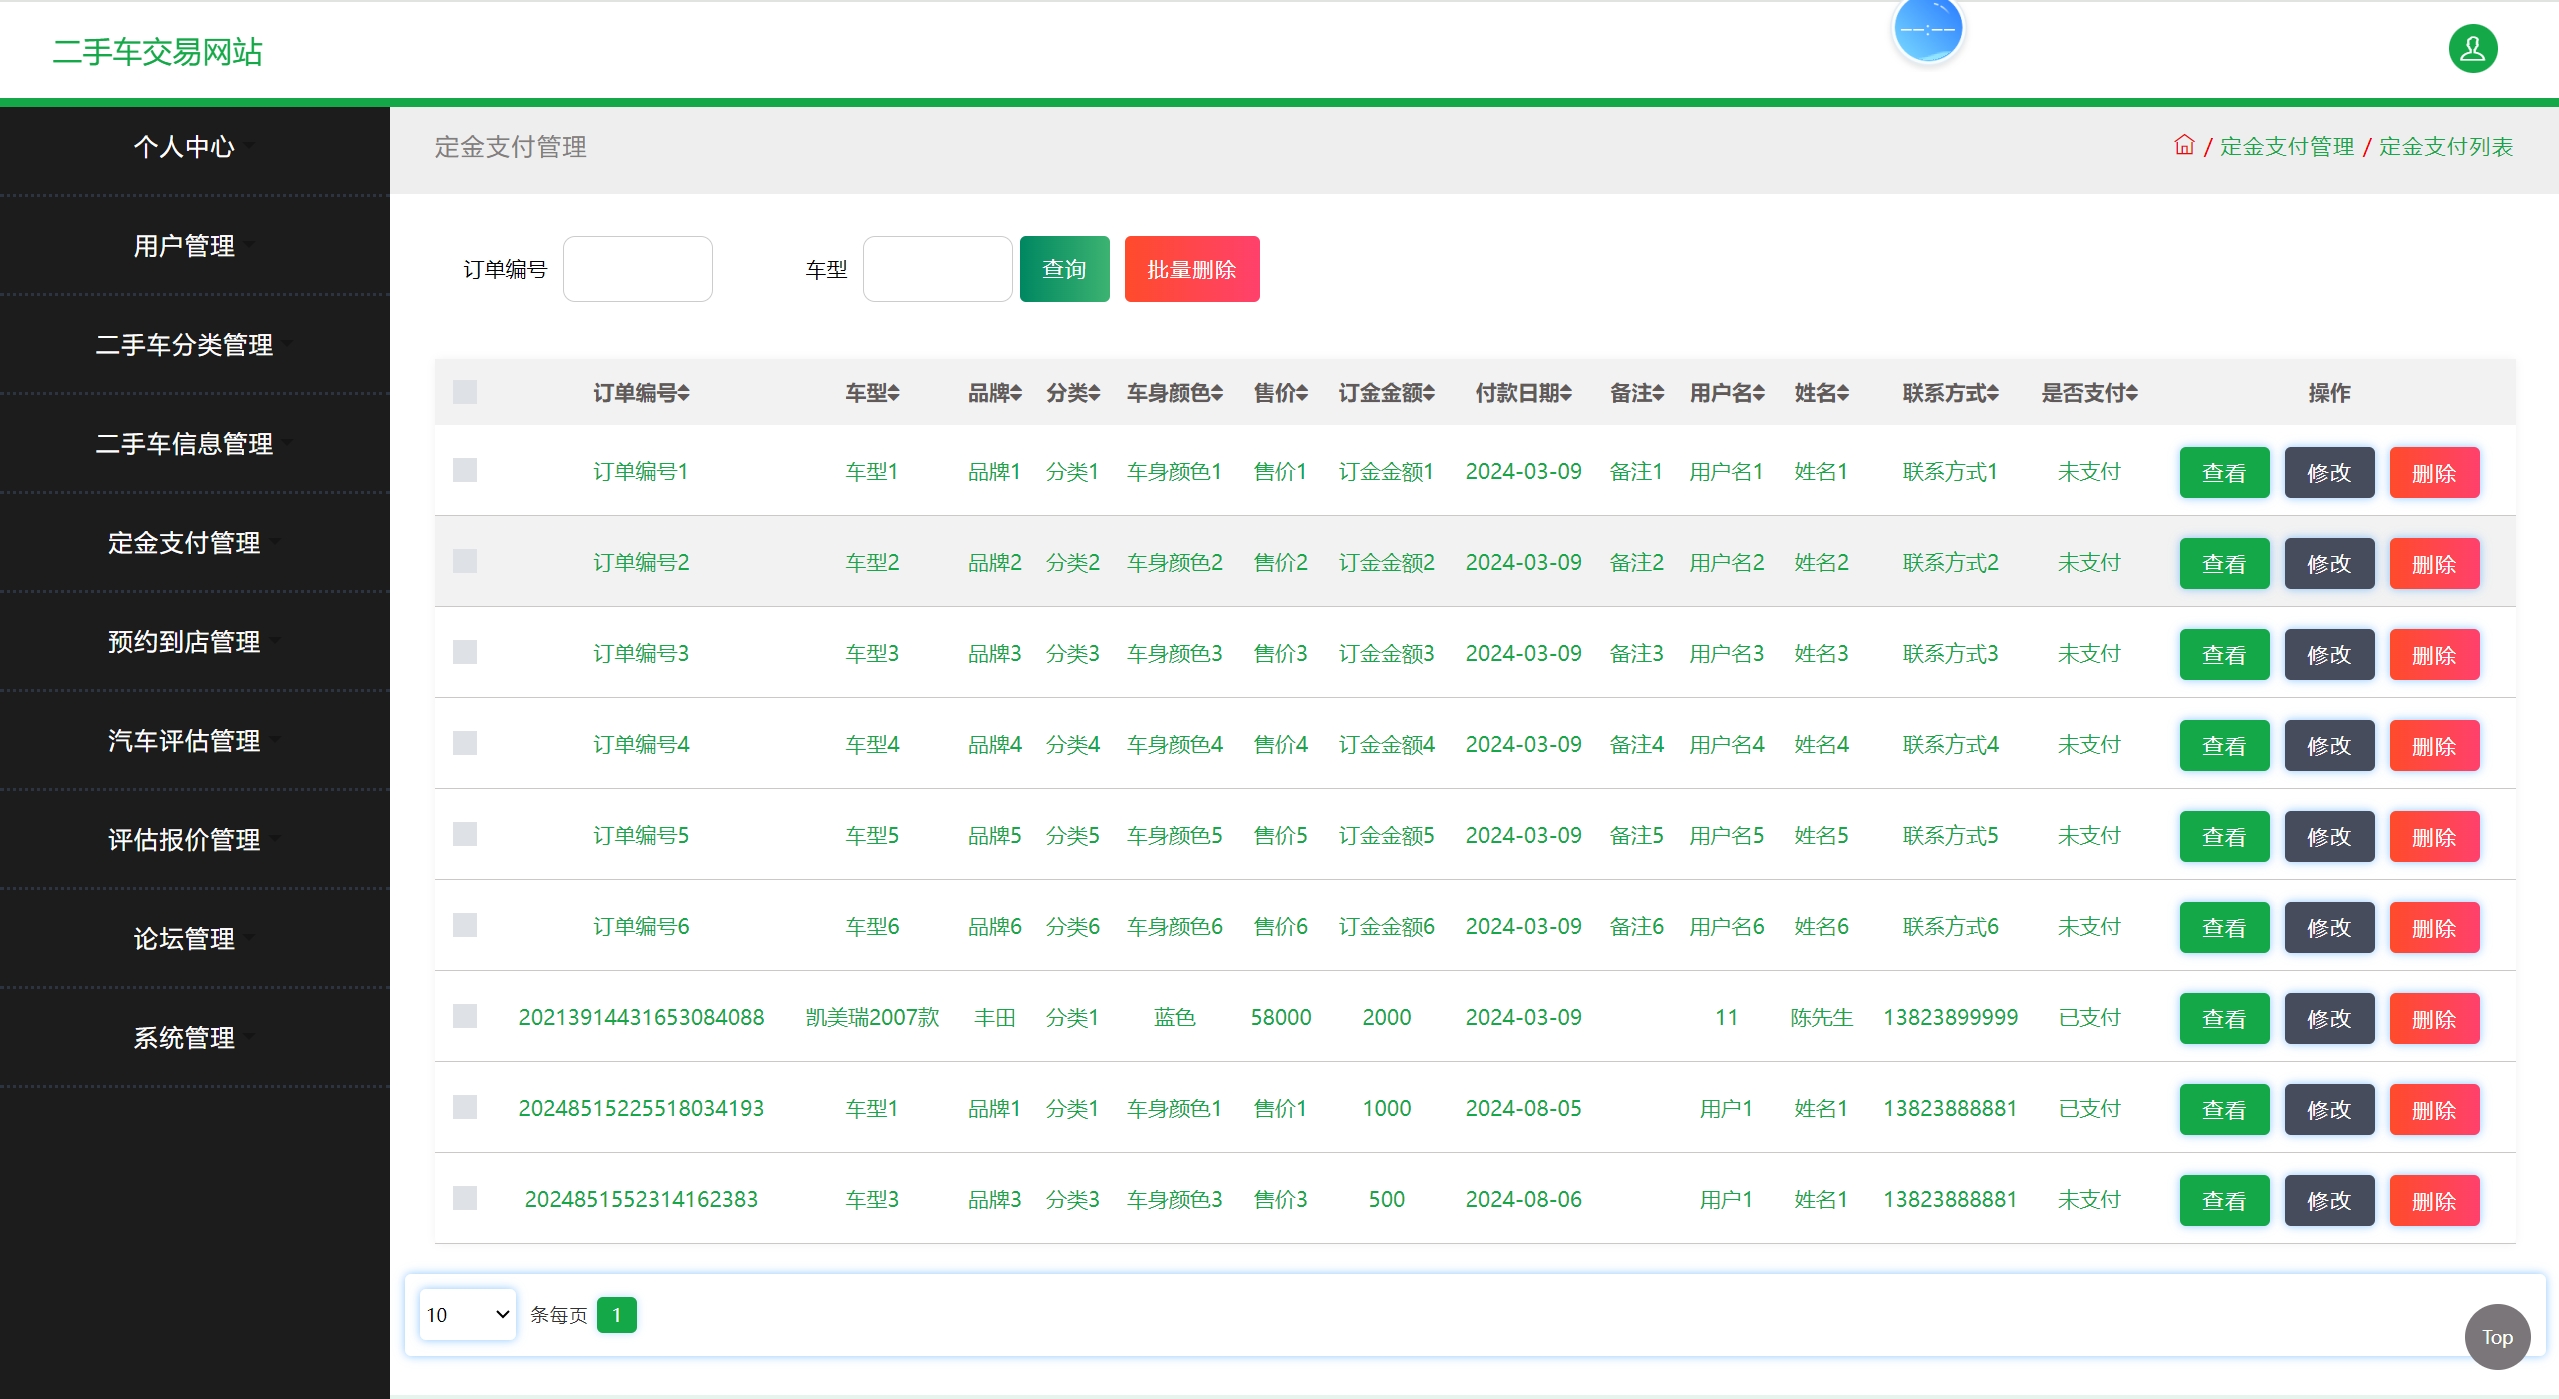 二手车交易网站
--:--
个人中心
用户管理
二手车分类管理
二手车信息管理
定金支付管理
预约到店管理
汽车评估管理
评估报价管理
论坛管理
系统管理
定金支付管理
/ 定金支付管理 / 定金支付列表
订单编号 车型 查询 批量删除
订单编号 车型 品牌 分类 车身颜色 售价 订金金额 付款日期 备注 用户名 姓名 联系方式 是否支付 操作
订单编号1 车型1 品牌1 分类1 车身颜色1 售价1 订金金额1 2024-03-09 备注1 用户名1 姓名1 联系方式1 未支付 查看 修改 删除
订单编号2 车型2 品牌2 分类2 车身颜色2 售价2 订金金额2 2024-03-09 备注2 用户名2 姓名2 联系方式2 未支付 查看 修改 删除
订单编号3 车型3 品牌3 分类3 车身颜色3 售价3 订金金额3 2024-03-09 备注3 用户名3 姓名3 联系方式3 未支付 查看 修改 删除
订单编号4 车型4 品牌4 分类4 车身颜色4 售价4 订金金额4 2024-03-09 备注4 用户名4 姓名4 联系方式4 未支付 查看 修改 删除
订单编号5 车型5 品牌5 分类5 车身颜色5 售价5 订金金额5 2024-03-09 备注5 用户名5 姓名5 联系方式5 未支付 查看 修改 删除
订单编号6 车型6 品牌6 分类6 车身颜色6 售价6 订金金额6 2024-03-09 备注6 用户名6 姓名6 联系方式6 未支付 查看 修改 删除
20213914431653084088 凯美瑞2007款 丰田 分类1 蓝色 58000 2000 2024-03-09 11 陈先生 13823899999 已支付 查看 修改 删除
20248515225518034193 车型1 品牌1 分类1 车身颜色1 售价1 1000 2024-08-05 用户1 姓名1 13823888881 已支付 查看 修改 删除
2024851552314162383 车型3 品牌3 分类3 车身颜色3 售价3 500 2024-08-06 用户1 姓名1 13823888881 未支付 查看 修改 删除
10 条每页 1
Top